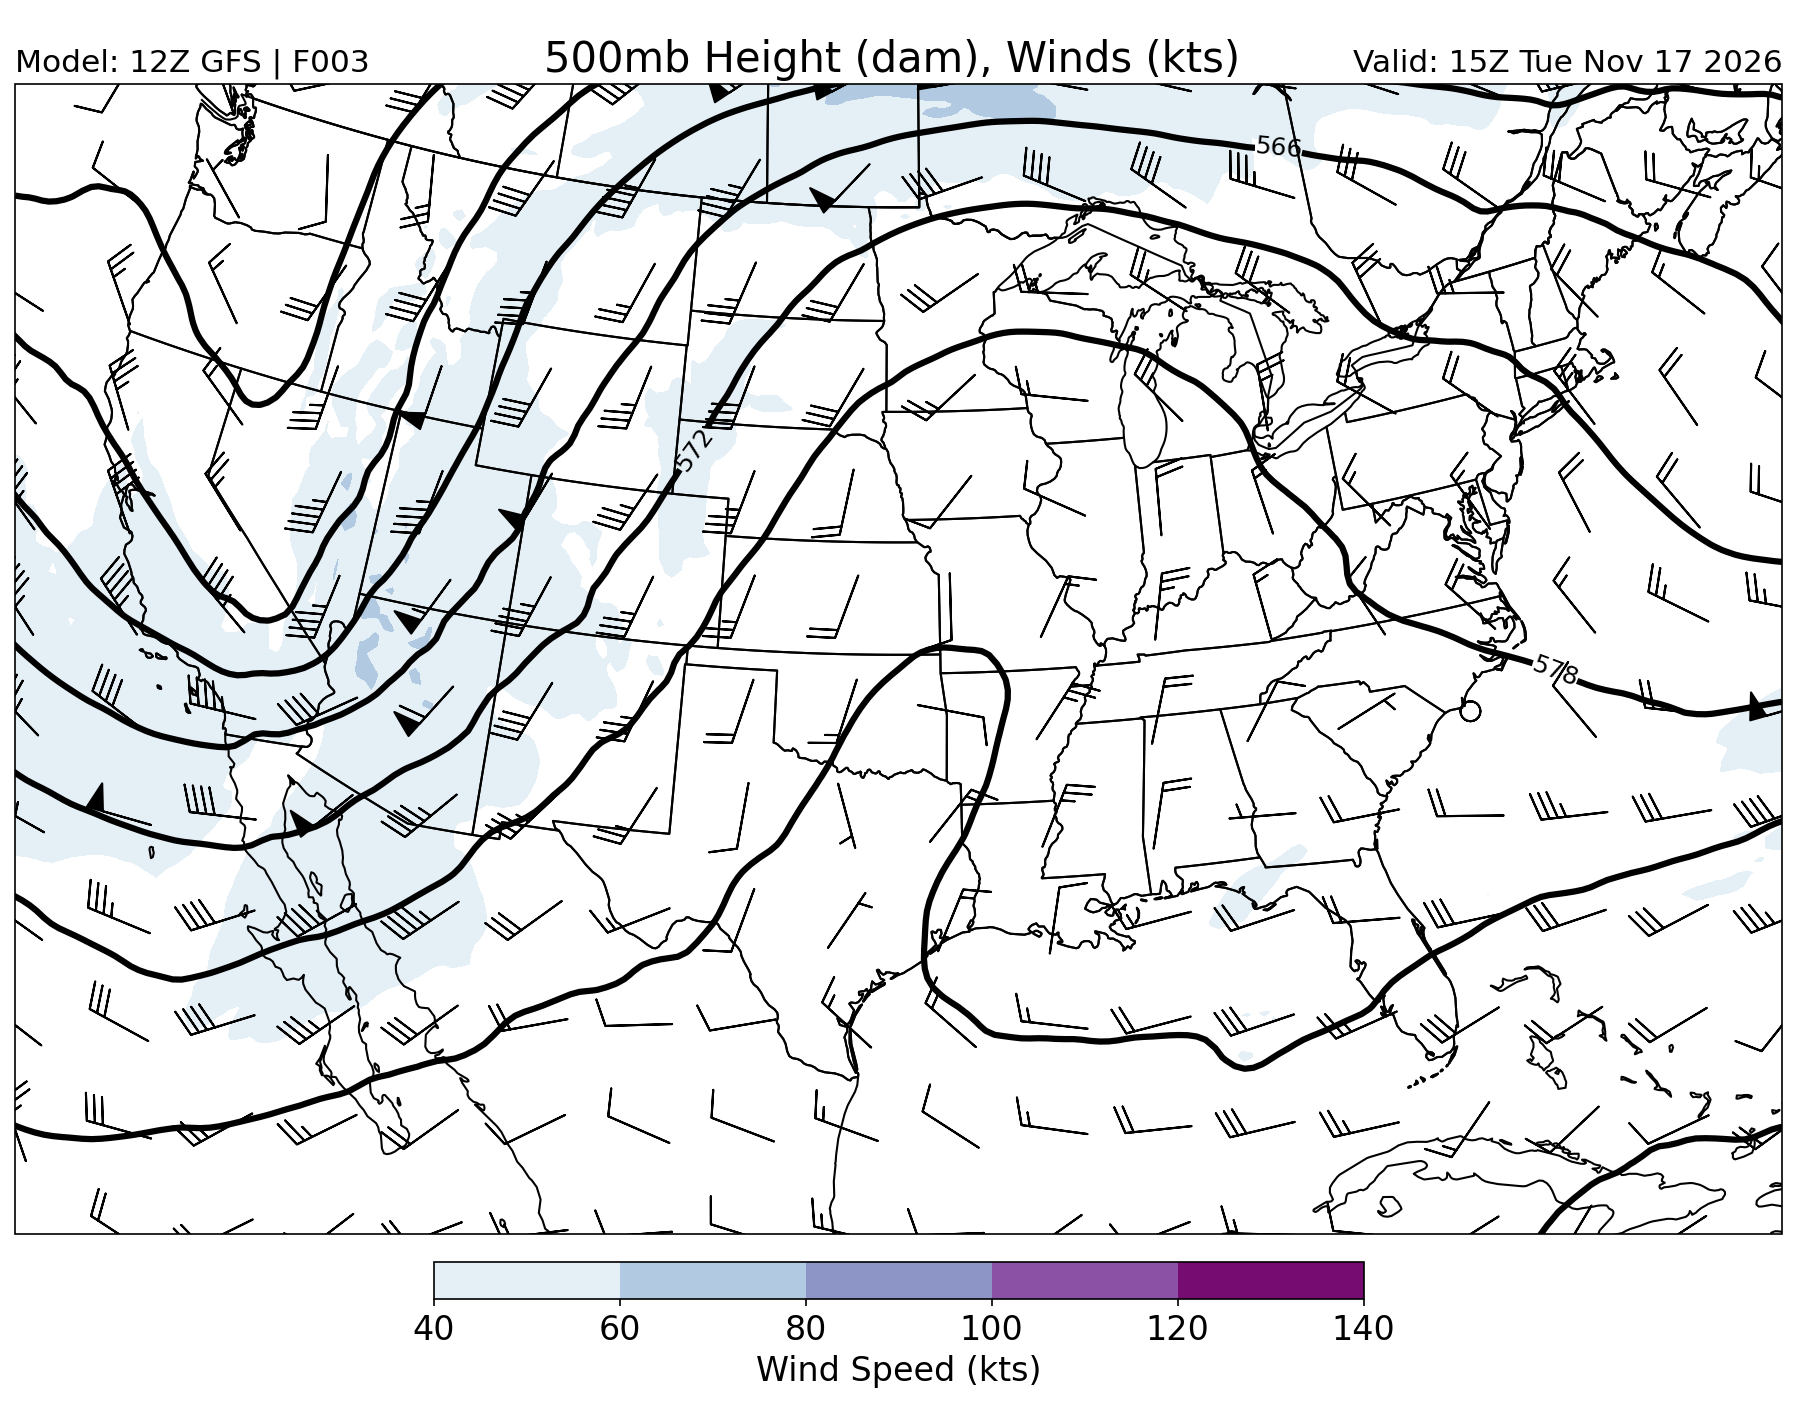 Model: 12Z GFS | F003
500mb Height (dam), Winds (kts)
Valid: 15Z Tue Nov 17 2026
566
572
578
40 60 80 100 120 140
Wind Speed (kts)